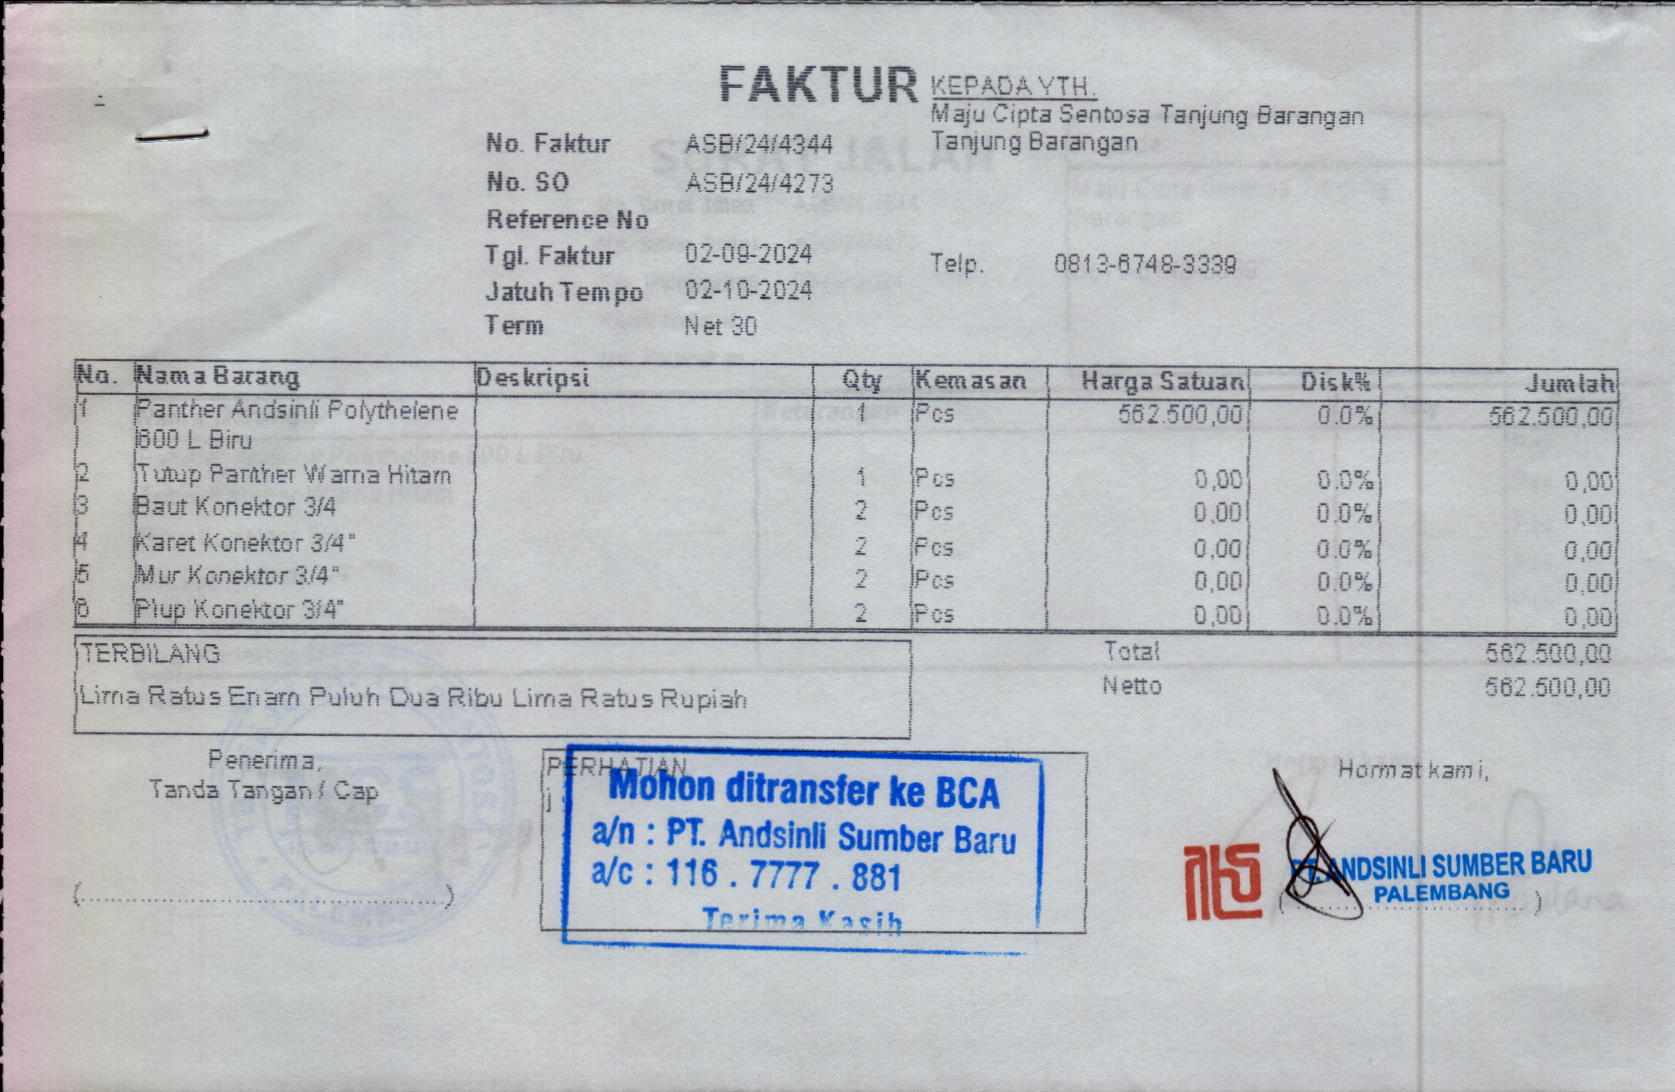 FAKTUR
KEPADA YTH.
Maju Cipta Sentosa Tanjung Barangan
Tanjung Barangan
No. Faktur ASB/24/4344
No. SO ASB/24/4273
Reference No
Tgl. Faktur 02-09-2024
Telp. 0813-6748-3339
Jatuh Tempo 02-10-2024
Term Net 30
No. Nama Barang Deskripsi Qty Kemasan Harga Satuan Disk% Jumlah
1 Panther Andsinli Polythelene 1 Pcs 562.500,00 0.0% 562.500,00
600 L Biru
2 Tutup Panther Warna Hitam 1 Pcs 0,00 0.0% 0,00
3 Baut Konektor 3/4 2 Pcs 0,00 0.0% 0,00
4 Karet Konektor 3/4" 2 Pcs 0,00 0.0% 0,00
5 Mur Konektor 3/4" 2 Pcs 0,00 0.0% 0,00
6 Plup Konektor 3/4" 2 Pcs 0,00 0.0% 0,00
TERBILANG
Lima Ratus Enam Puluh Dua Ribu Lima Ratus Rupiah
Total 562.500,00
Netto 562.500,00
Penerima,
Tanda Tangan / Cap
(...........................................................)
PERHATIAN
Mohon ditransfer ke BCA
a/n : PT. Andsinli Sumber Baru
a/c : 116 . 7777 . 881
Terima Kasih
Hormat kami,
PT. ANDSINLI SUMBER BARU
PALEMBANG